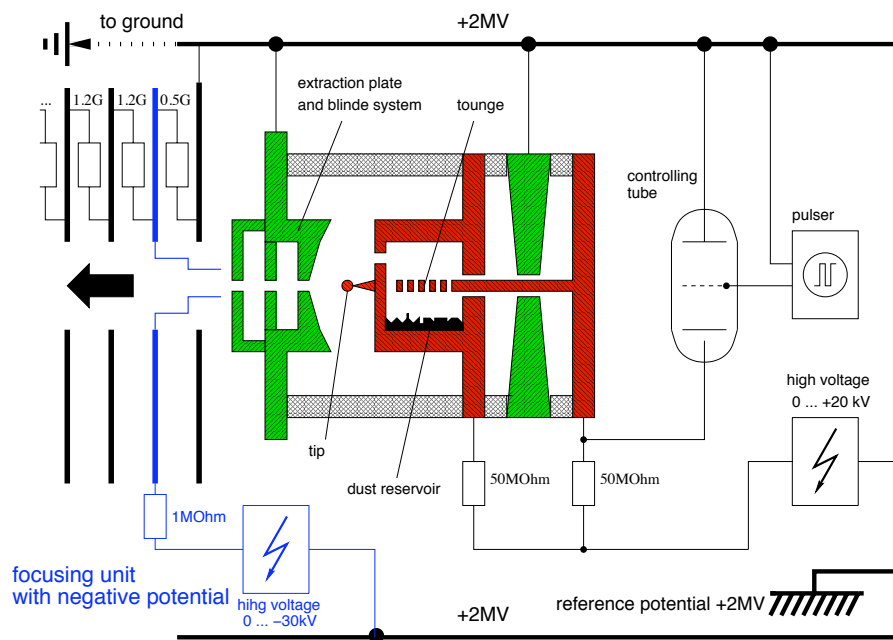 to ground
+2MV
+2MV
...
1.2G
1.2G
0.5G
extraction plate
and blinde system
tounge
controlling
tube
pulser
high voltage
0 ... +20 kV
tip
dust reservoir
50MOhm
50MOhm
1MOhm
focusing unit
with negative potential
hihg voltage
0 ... −30kV
reference potential +2MV
+2MV